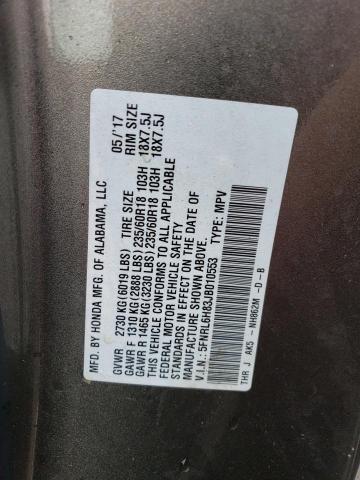 MFD. BY HONDA MFG. OF ALABAMA, LLC 05/'17
GVWR 2730 KG (6019 LBS) TIRE SIZE RIM SIZE
GAWR F 1310 KG (2888 LBS) 235/60R18 103H 18X7.5J
GAWR R 1465 KG (3230 LBS) 235/60R18 103H 18X7.5J
THIS VEHICLE CONFORMS TO ALL APPLICABLE
FEDERAL MOTOR VEHICLE SAFETY
STANDARDS IN EFFECT ON THE DATE OF
MANUFACTURE SHOWN ABOVE.
V.I.N.: 5FNRL6H83JB010553 TYPE: MPV
THR J AK5 NH862M -D-B